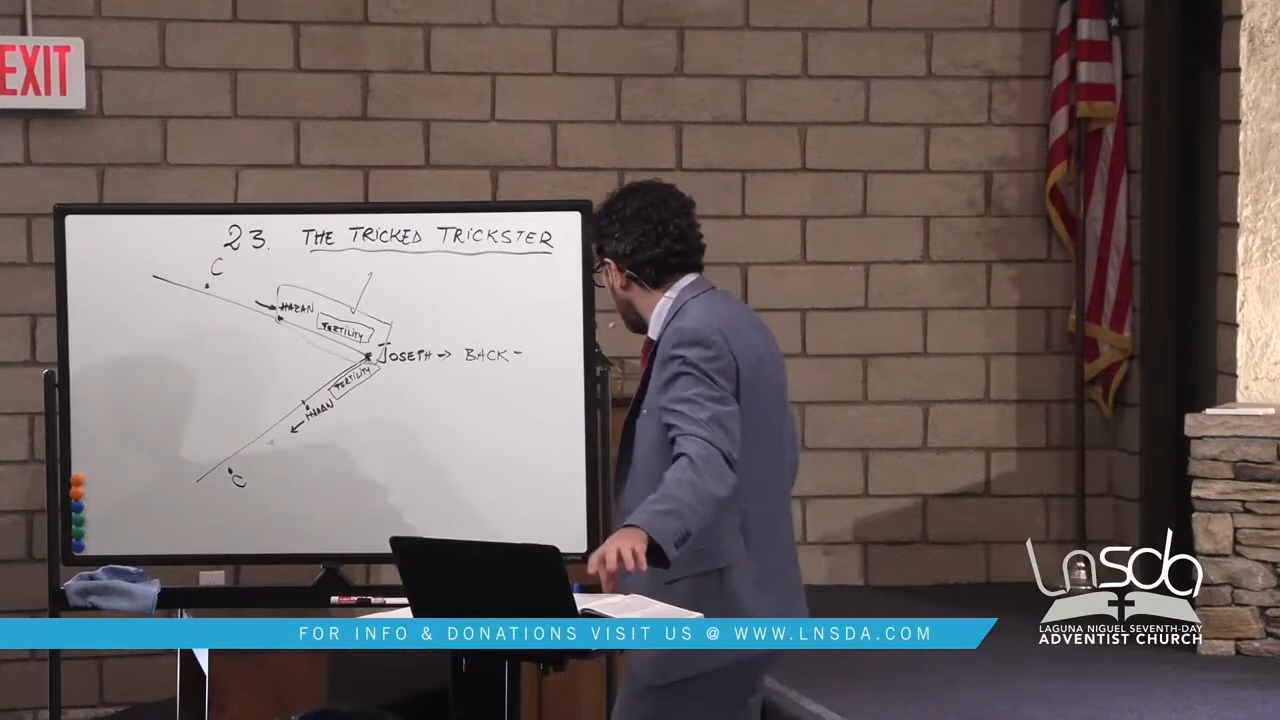 EXIT
23. THE TRICKED TRICKSTER
C
HARAN
FERTILITY
JOSEPH → BACK -
FERTILITY
HARAN
C
LNSDA
LAGUNA NIGUEL SEVENTH-DAY
ADVENTIST CHURCH
FOR INFO & DONATIONS VISIT US @ WWW.LNSDA.COM